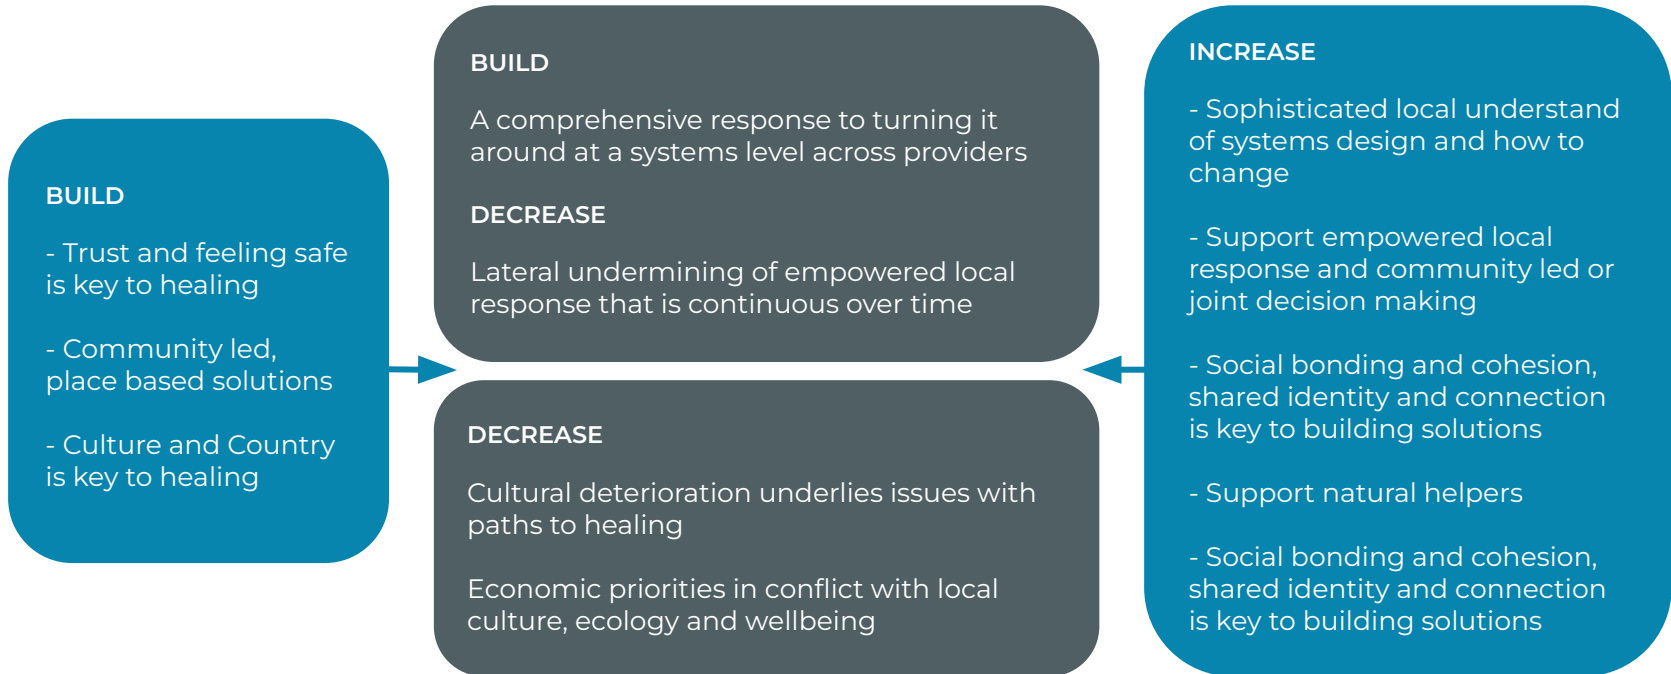 BUILD
- Trust and feeling safe
is key to healing
- Community led,
place based solutions
- Culture and Country
is key to healing
BUILD
A comprehensive response to turning it
around at a systems level across providers
DECREASE
Lateral undermining of empowered local
response that is continuous over time
DECREASE
Cultural deterioration underlies issues with
paths to healing
Economic priorities in conflict with local
culture, ecology and wellbeing
INCREASE
- Sophisticated local understand
of systems design and how to
change
- Support empowered local
response and community led or
joint decision making
- Social bonding and cohesion,
shared identity and connection
is key to building solutions
- Support natural helpers
- Social bonding and cohesion,
shared identity and connection
is key to building solutions